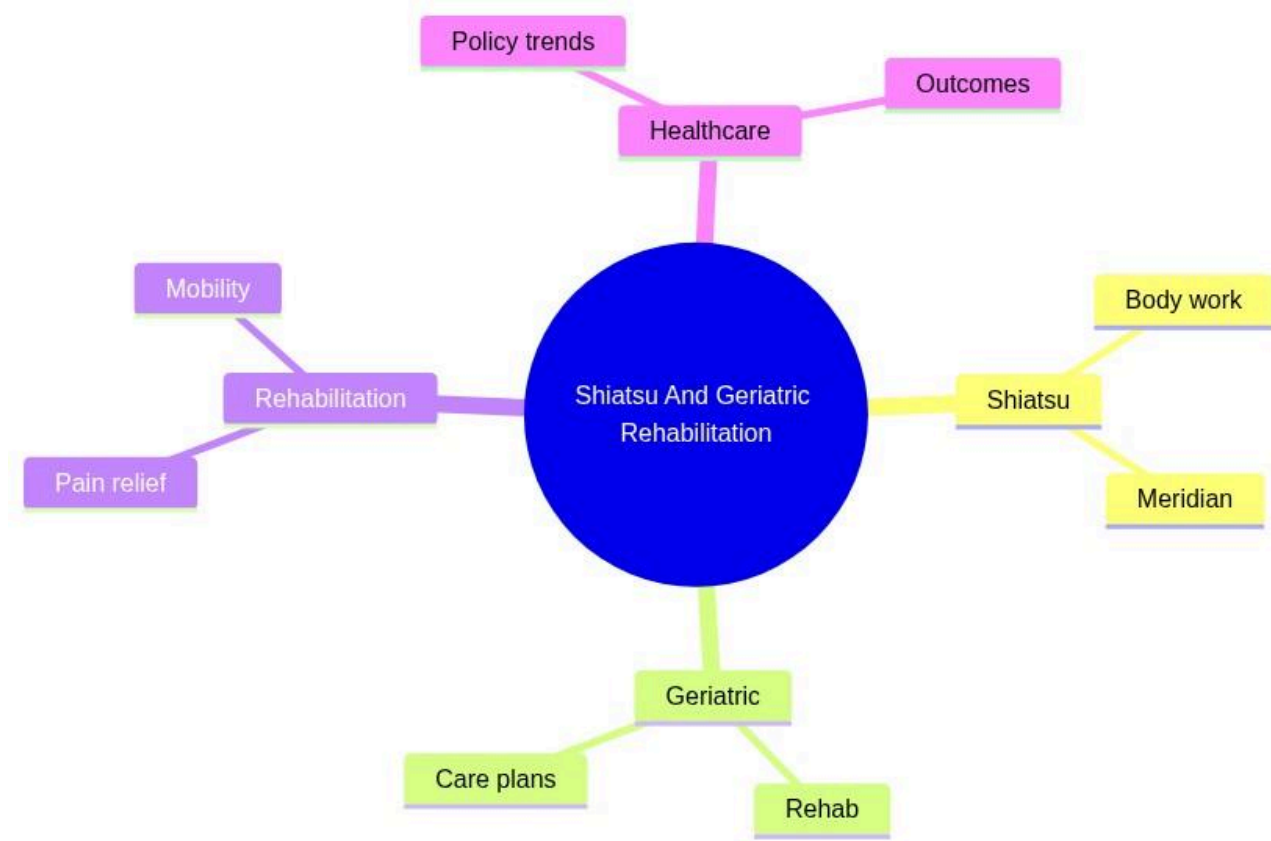 Policy trends
Outcomes
Healthcare
Mobility
Body work
Rehabilitation
Shiatsu And Geriatric
Rehabilitation
Shiatsu
Pain relief
Meridian
Geriatric
Care plans
Rehab